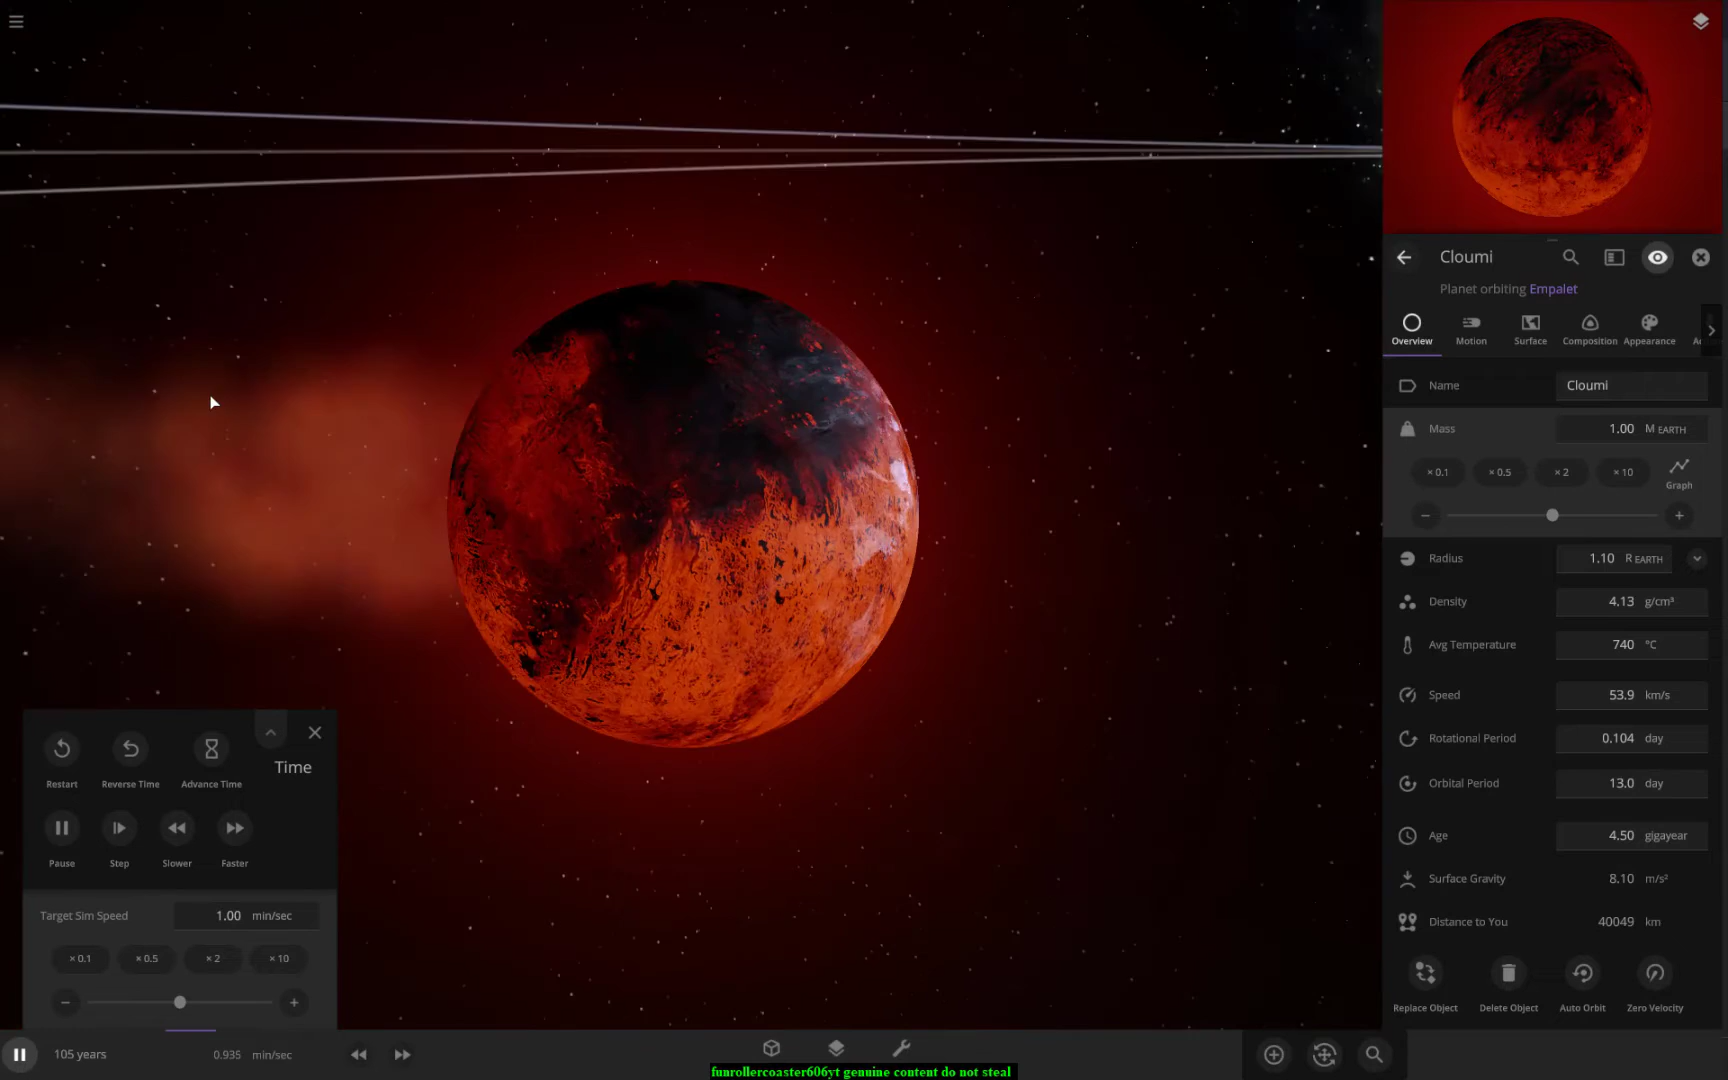 Cloumi
Planet orbiting Empalet
Overview
Motion
Surface
Composition
Appearance
Name
Cloumi
Mass
1.00 M EARTH
× 0.1
× 0.5
× 2
× 10
Graph
Radius
1.10 R EARTH
Density
4.13 g/cm³
Avg Temperature
740 °C
Speed
53.9 km/s
Rotational Period
0.104 day
Orbital Period
13.0 day
Age
4.50 gigayear
Surface Gravity
8.10 m/s²
Distance to You
40049 km
Replace Object
Delete Object
Auto Orbit
Zero Velocity
Time
Restart
Reverse Time
Advance Time
Pause
Step
Slower
Faster
Target Sim Speed
1.00 min/sec
× 0.1
× 0.5
× 2
× 10
105 years
0.935 min/sec
funrollercoaster606yt genuine content do not steal